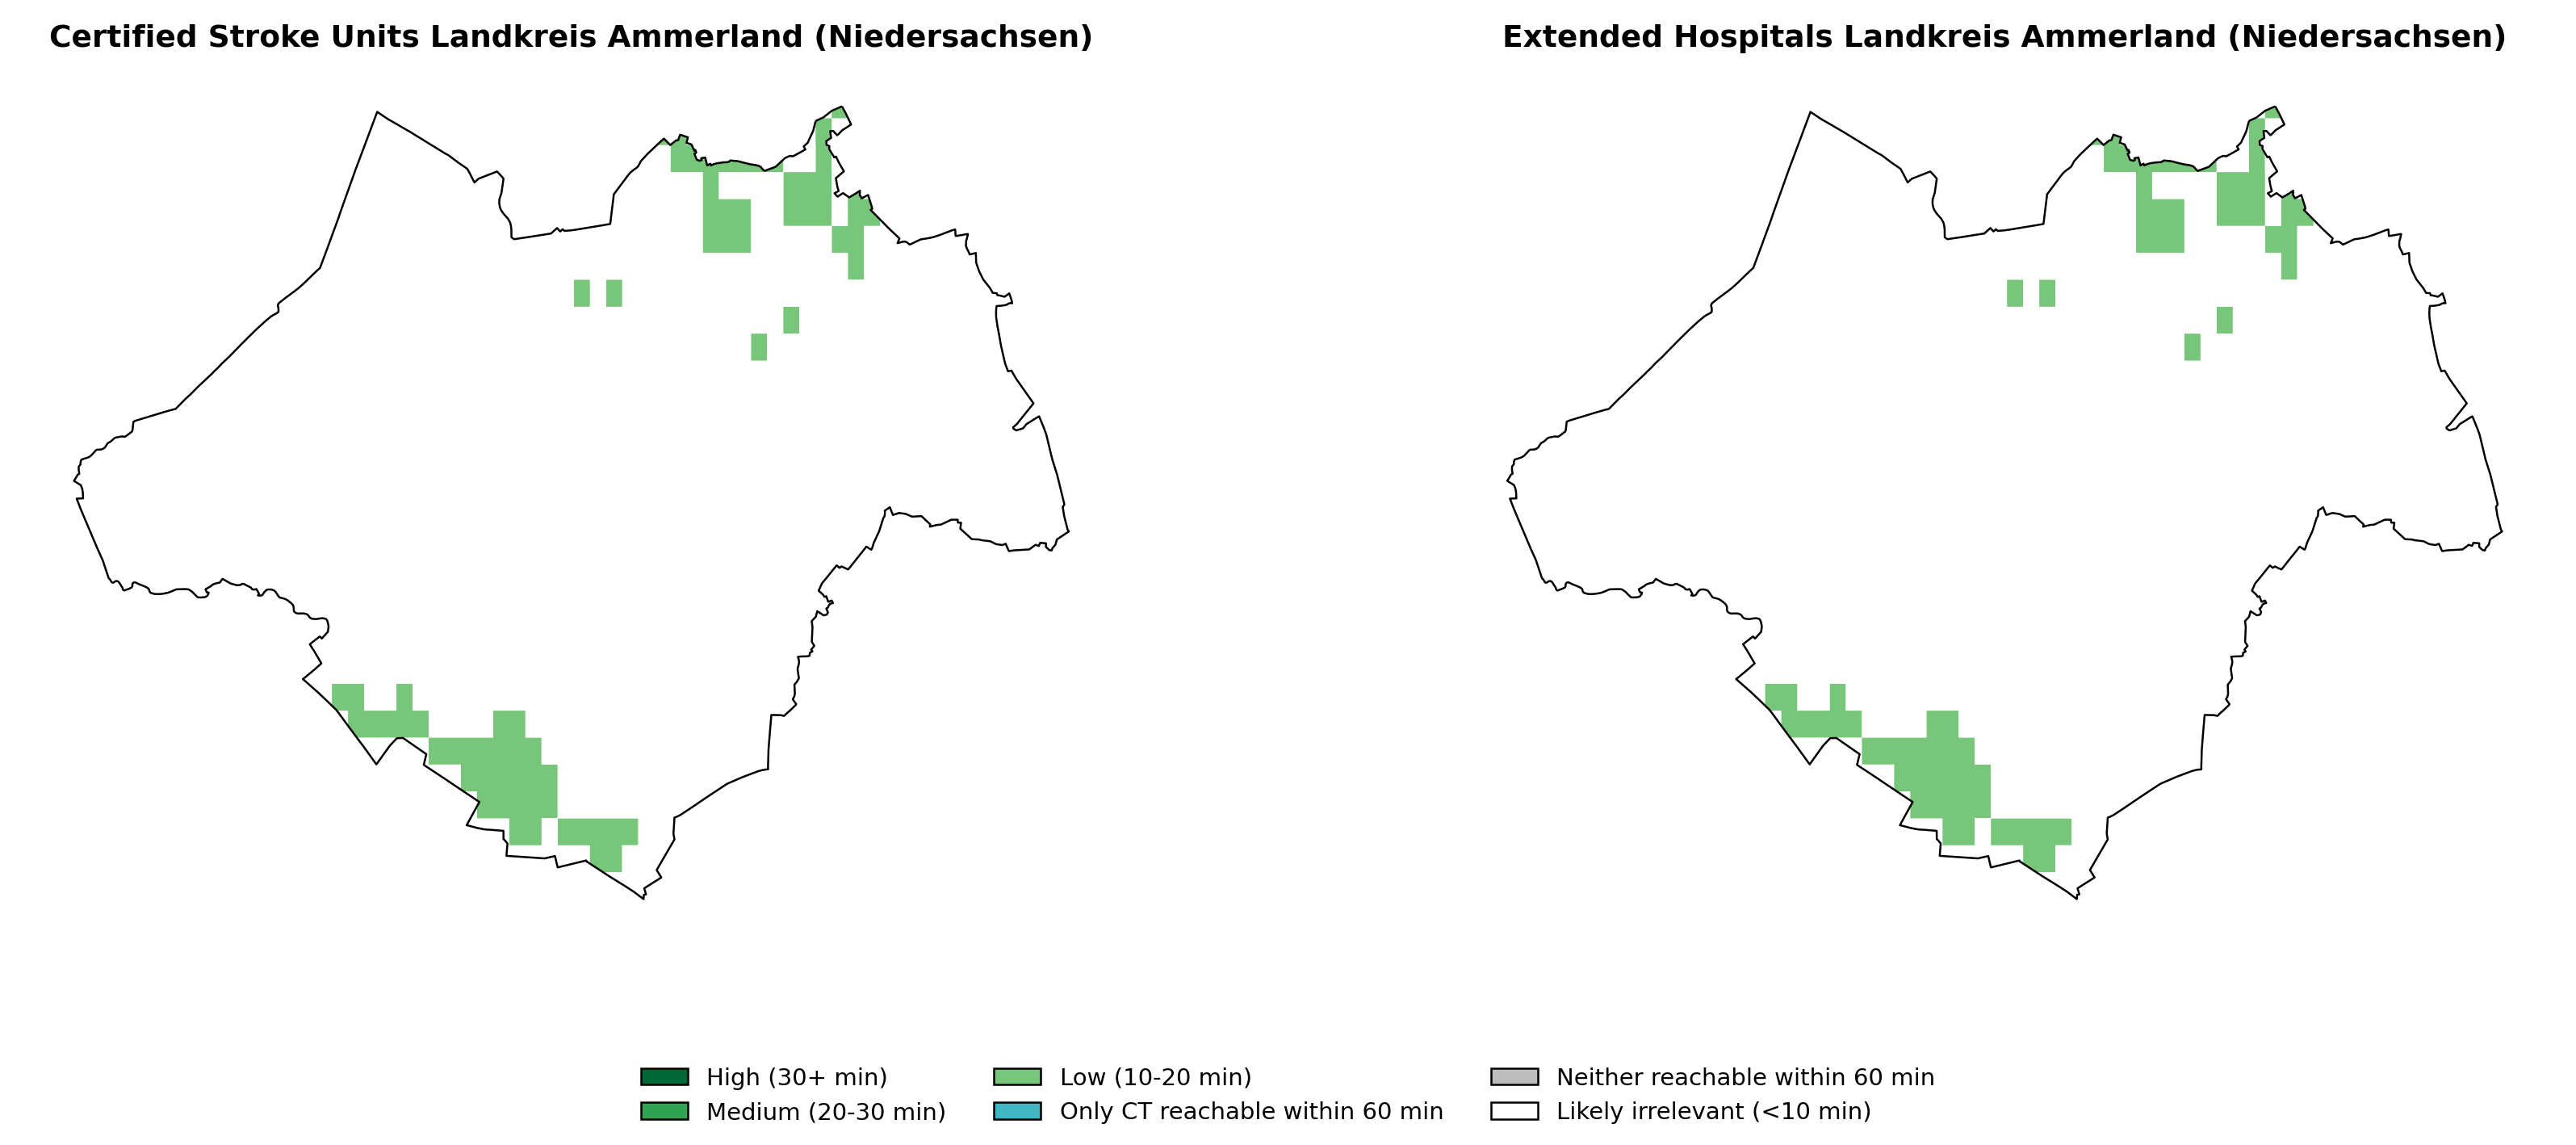 Certified Stroke Units Landkreis Ammerland (Niedersachsen)
Extended Hospitals Landkreis Ammerland (Niedersachsen)
High (30+ min)
Medium (20-30 min)
Low (10-20 min)
Only CT reachable within 60 min
Neither reachable within 60 min
Likely irrelevant (<10 min)